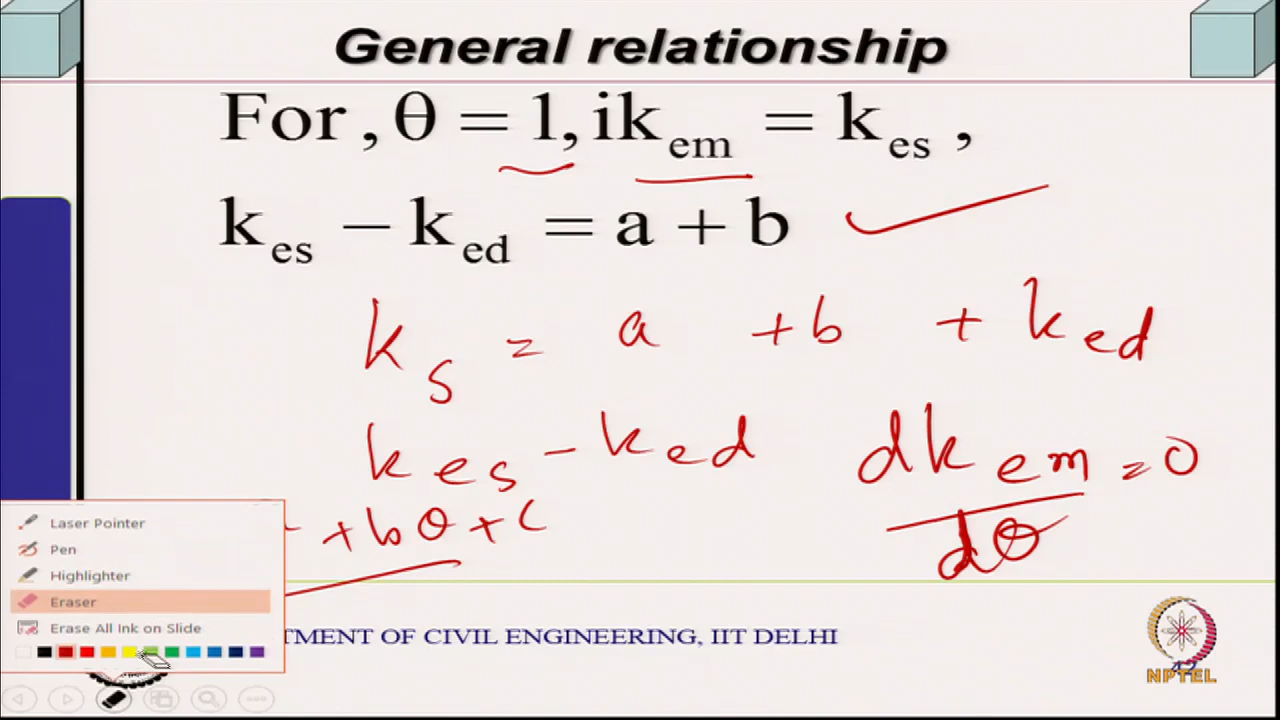 General relationship
For , θ = 1, ik_em = k_es ,
k_es − k_ed = a + b
k_s = a + b + k_ed
k_es − k_ed
dk_em/dθ = 0
+ bθ + c
Laser Pointer
Pen
Highlighter
Eraser
Erase All Ink on Slide
TMENT OF CIVIL ENGINEERING, IIT DELHI
NPTEL